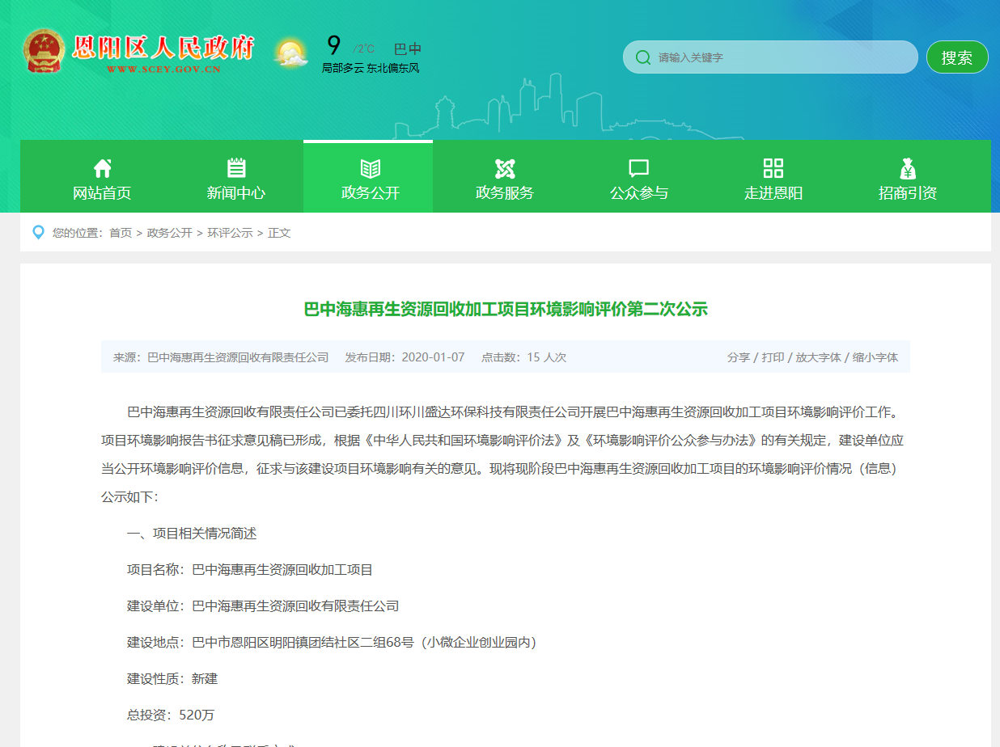 恩阳区人民政府
WWW.SCEY.GOV.CN
9 /2℃ 巴中
局部多云 东北偏东风
请输入关键字
搜索
网站首页 新闻中心 政务公开 政务服务 公众参与 走进恩阳 招商引资
您的位置：首页 > 政务公开 > 环评公示 > 正文
巴中海惠再生资源回收加工项目环境影响评价第二次公示
来源：巴中海惠再生资源回收有限责任公司 发布日期：2020-01-07 点击数：15 人次 分享 / 打印 / 放大字体 / 缩小字体
巴中海惠再生资源回收有限责任公司已委托四川环川盛达环保科技有限责任公司开展巴中海惠再生资源回收加工项目环境影响评价工作。
项目环境影响报告书征求意见稿已形成，根据《中华人民共和国环境影响评价法》及《环境影响评价公众参与办法》的有关规定，建设单位应
当公开环境影响评价信息，征求与该建设项目环境影响有关的意见。现将现阶段巴中海惠再生资源回收加工项目的环境影响评价情况（信息）
公示如下：
一、项目相关情况简述
项目名称：巴中海惠再生资源回收加工项目
建设单位：巴中海惠再生资源回收有限责任公司
建设地点：巴中市恩阳区明阳镇团结社区二组68号（小微企业创业园内）
建设性质：新建
总投资：520万